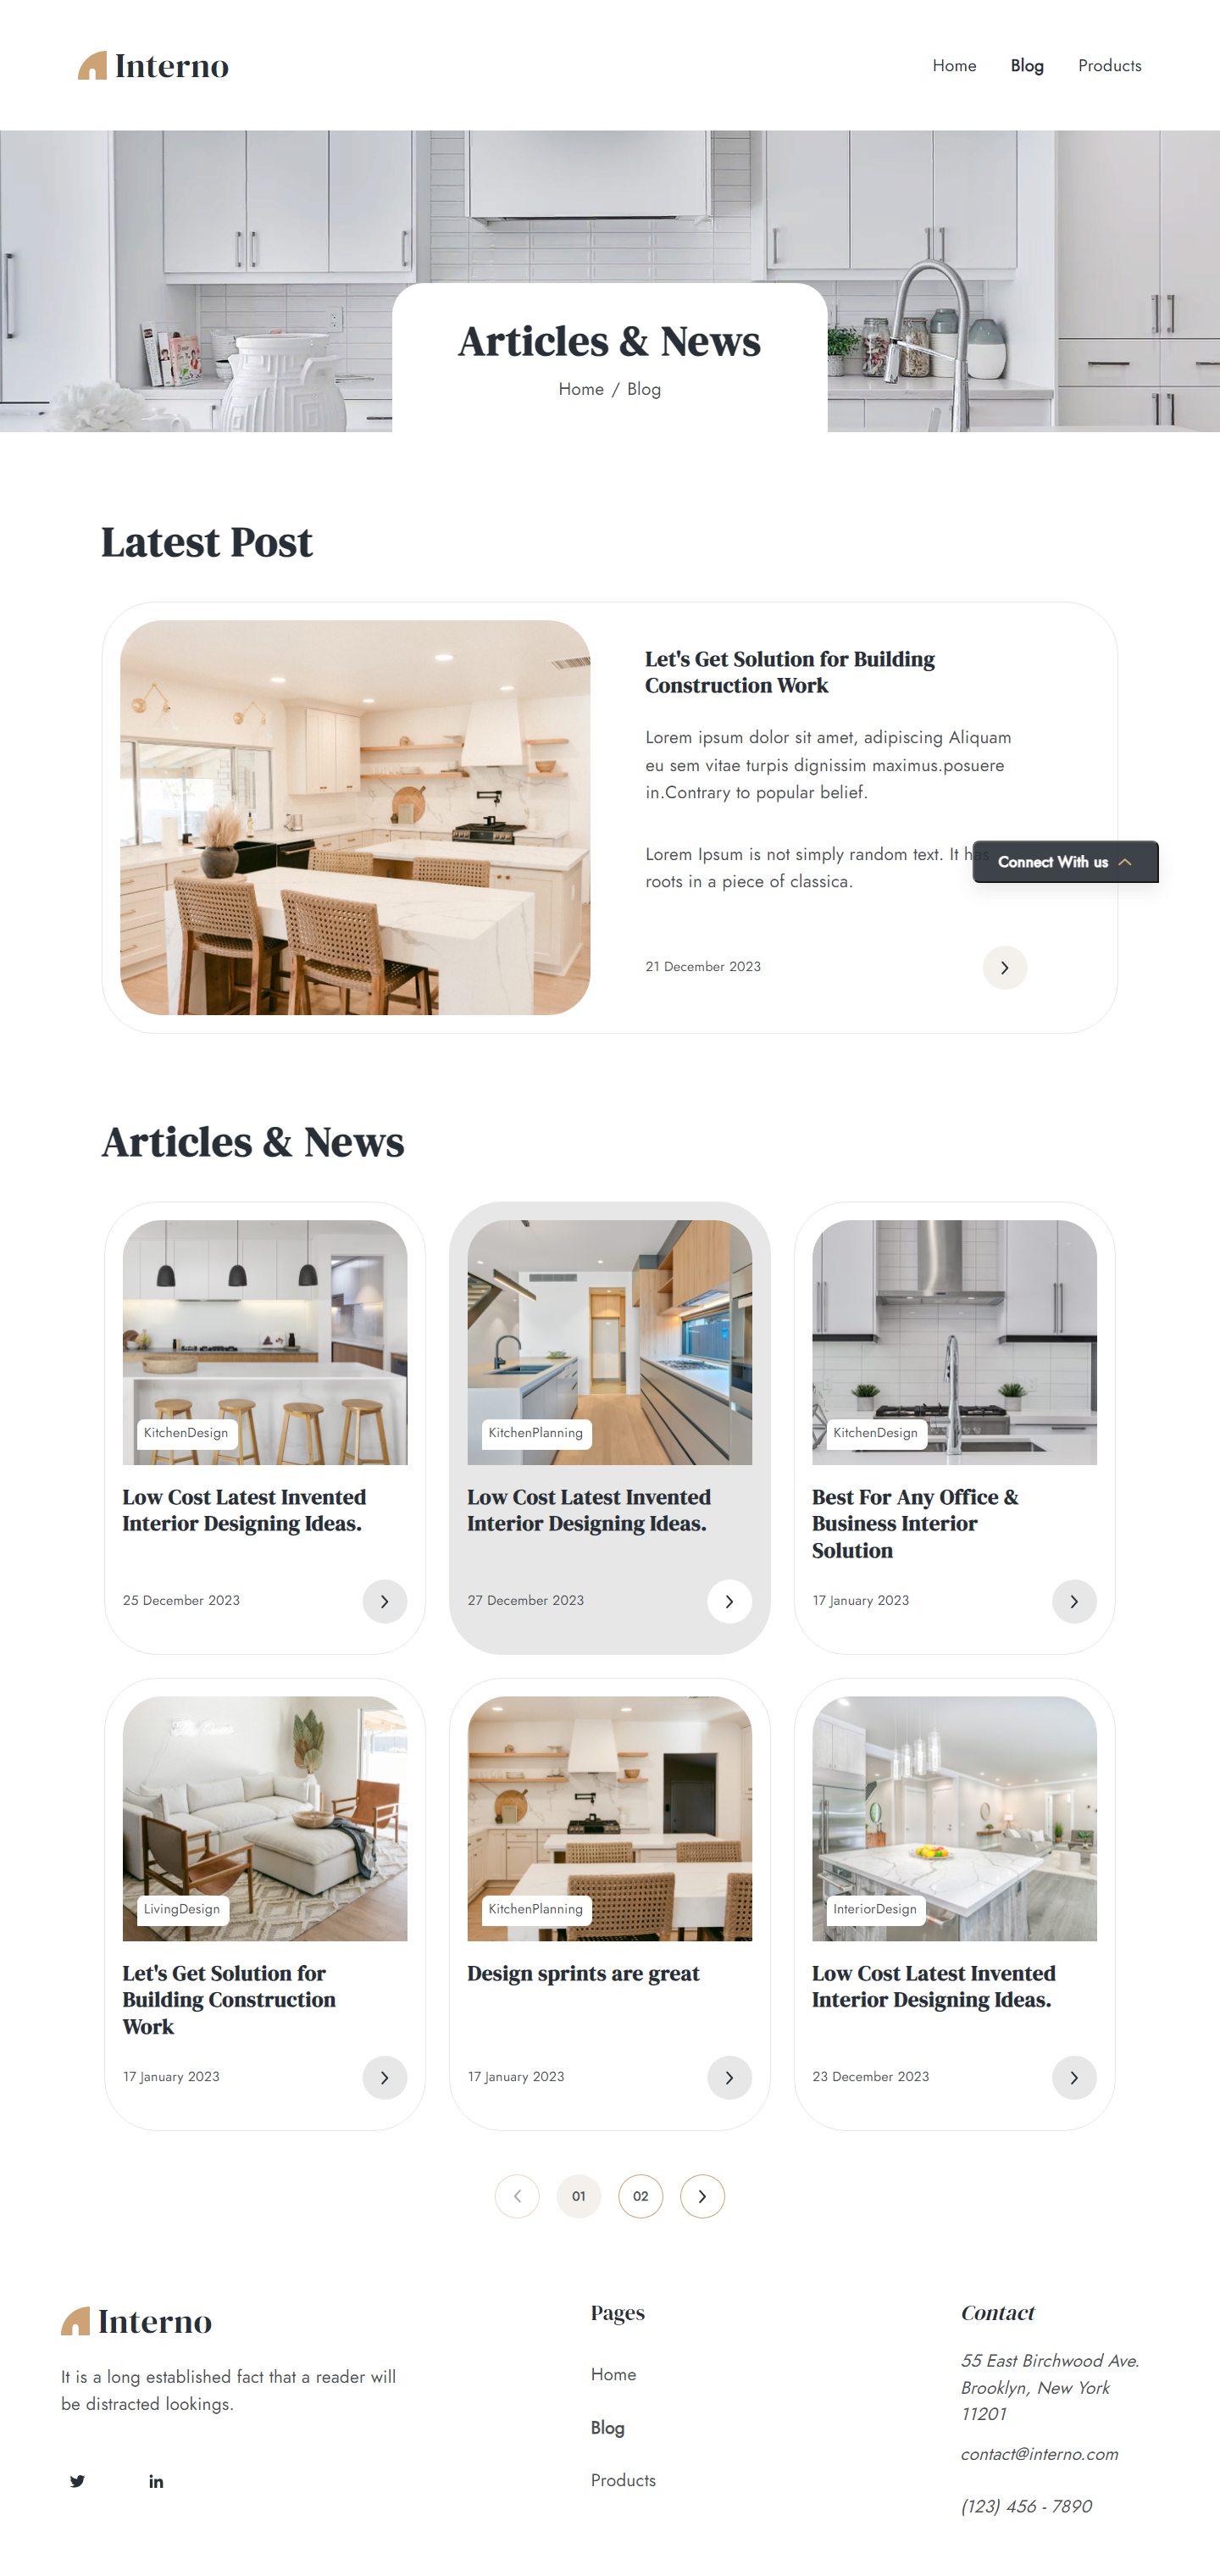 Interno
Home
Blog
Products
Articles & News
Home / Blog
Latest Post
Let's Get Solution for Building
Construction Work
Lorem ipsum dolor sit amet, adipiscing Aliquam
eu sem vitae turpis dignissim maximus.posuere
in.Contrary to popular belief.
Lorem Ipsum is not simply random text. It has
roots in a piece of classica.
Connect With us
21 December 2023
Articles & News
KitchenDesign
Low Cost Latest Invented
Interior Designing Ideas.
25 December 2023
KitchenPlanning
Low Cost Latest Invented
Interior Designing Ideas.
27 December 2023
KitchenDesign
Best For Any Office &
Business Interior
Solution
17 January 2023
LivingDesign
Let's Get Solution for
Building Construction
Work
17 January 2023
KitchenPlanning
Design sprints are great
17 January 2023
InteriorDesign
Low Cost Latest Invented
Interior Designing Ideas.
23 December 2023
01
02
Interno
It is a long established fact that a reader will
be distracted lookings.
Pages
Home
Blog
Products
Contact
55 East Birchwood Ave.
Brooklyn, New York
11201
contact@interno.com
(123) 456 - 7890